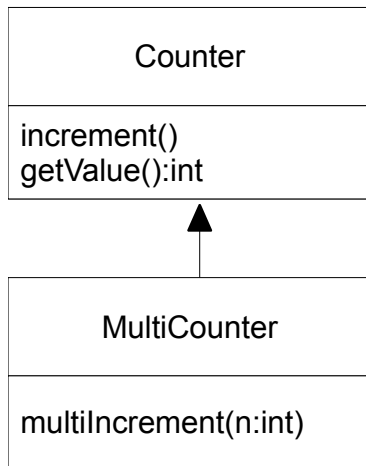 Counter
increment()
getValue():int
MultiCounter
multiIncrement(n:int)